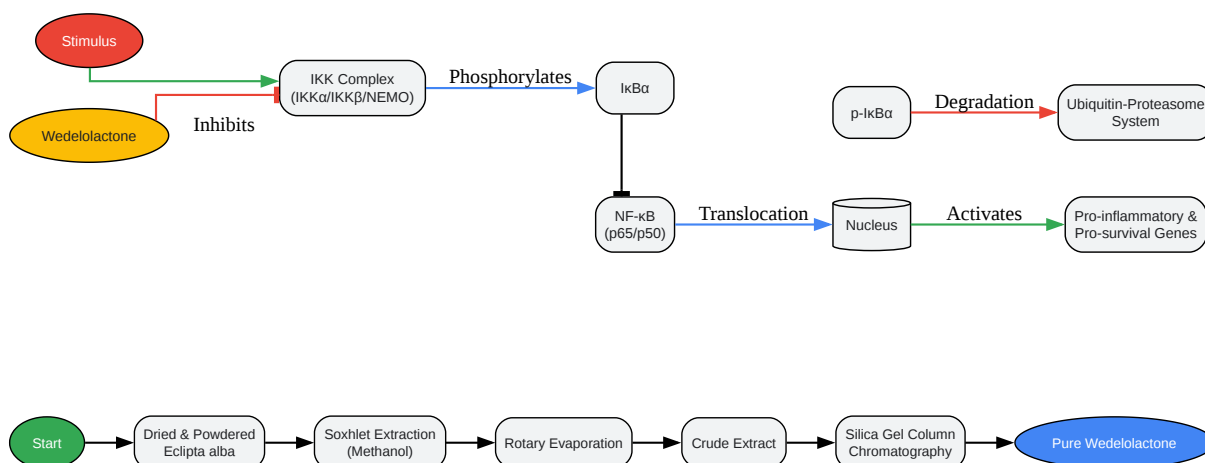 Stimulus
Wedelolactone
Inhibits
IKK Complex
(IKKα/IKKβ/NEMO)
Phosphorylates
IκBα
p-IκBα
Degradation
Ubiquitin-Proteasome
System
NF-κB
(p65/p50)
Translocation
Nucleus
Activates
Pro-inflammatory &
Pro-survival Genes
Start
Dried & Powdered
Eclipta alba
Soxhlet Extraction
(Methanol)
Rotary Evaporation
Crude Extract
Silica Gel Column
Chromatography
Pure Wedelolactone